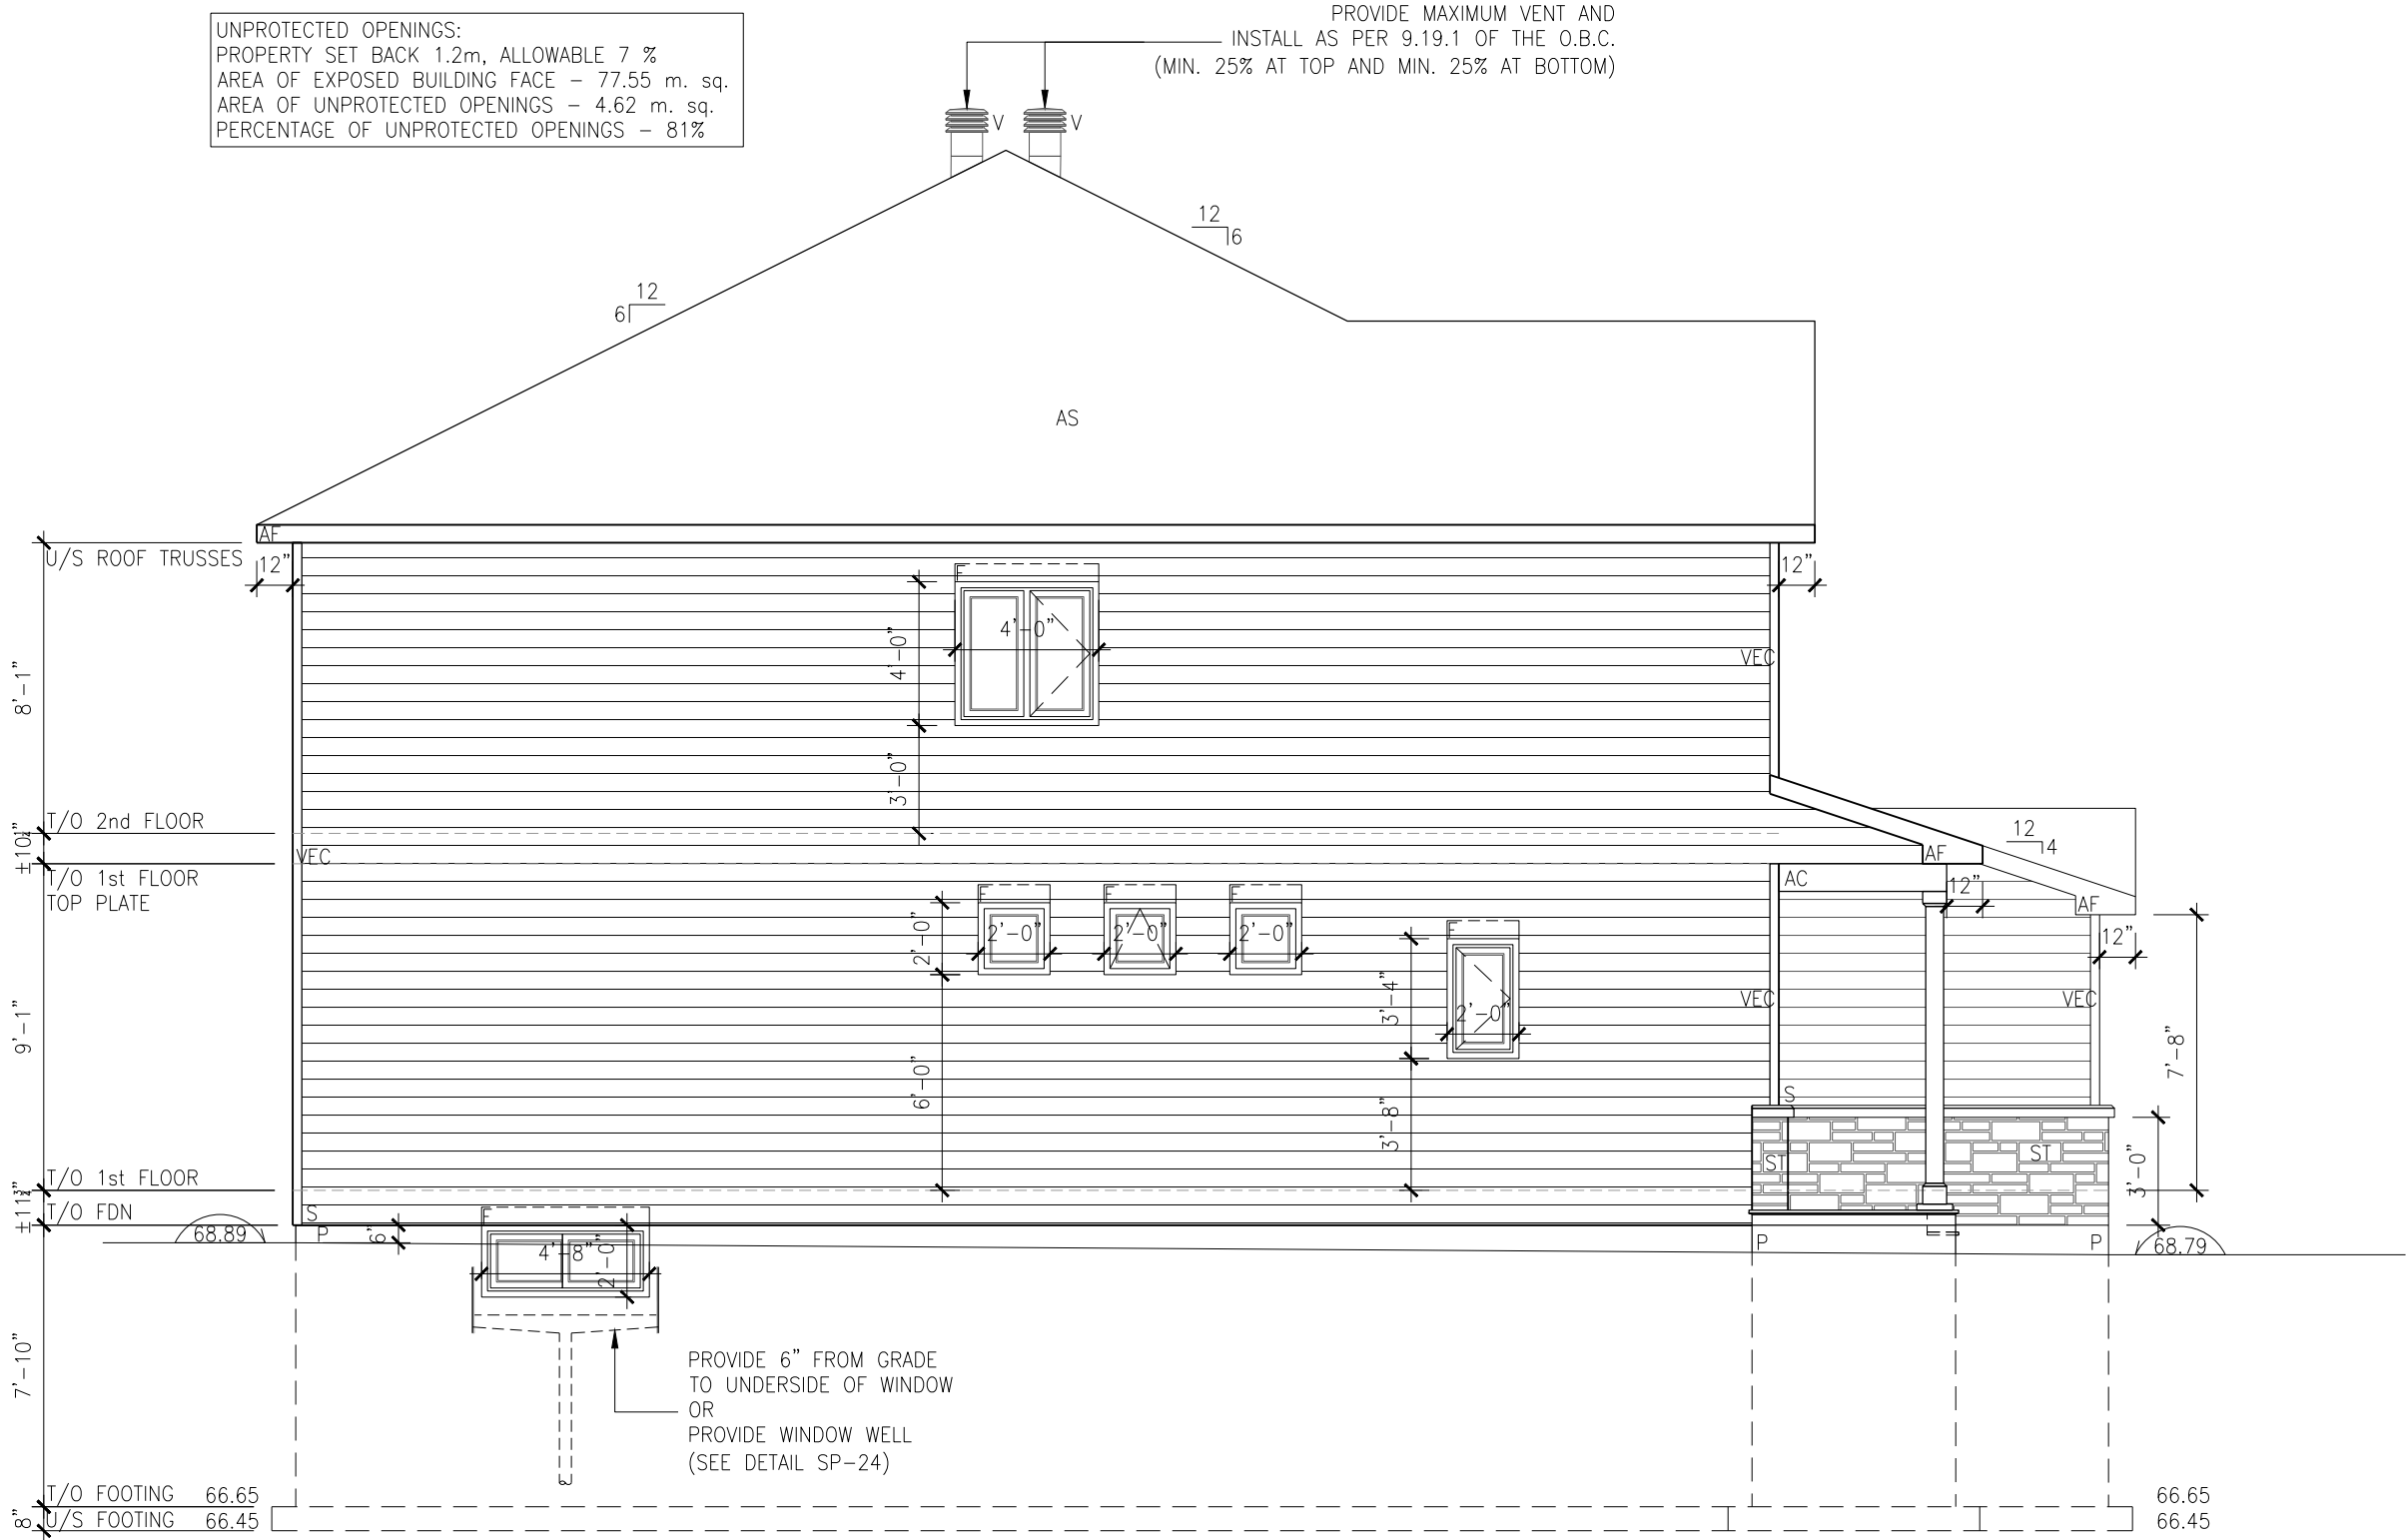 UNPROTECTED OPENINGS:
PROPERTY SET BACK 1.2m, ALLOWABLE 7 %
AREA OF EXPOSED BUILDING FACE – 77.55 m. sq.
AREA OF UNPROTECTED OPENINGS – 4.62 m. sq.
PERCENTAGE OF UNPROTECTED OPENINGS – 81%
PROVIDE MAXIMUM VENT AND
INSTALL AS PER 9.19.1 OF THE O.B.C.
(MIN. 25% AT TOP AND MIN. 25% AT BOTTOM)
V
V
12
6
12
6
AS
AF
U/S ROOF TRUSSES
12"
12"
F
4'-0"
4'-0"
VEC
8'-1"
3'-0"
T/O 2nd FLOOR
12
4
VEC
AF
T/O 1st FLOOR
TOP PLATE
AC
12"
AF
F
F
F
2'-0"
2'-0"
2'-0"
2'-0"
F
12"
3'-4"
2'-0"
VEC
VEC
9'-1"
7'-8"
6'-0"
3'-8"
S
ST
ST
3'-0"
T/O 1st FLOOR
T/O FDN
S
F
68.89
P
6"
4'-8"
2'-0"
P
P
68.79
7'-10"
PROVIDE 6" FROM GRADE
TO UNDERSIDE OF WINDOW
OR
PROVIDE WINDOW WELL
(SEE DETAIL SP–24)
T/O FOOTING 66.65
66.65
8"
U/S FOOTING 66.45
66.45